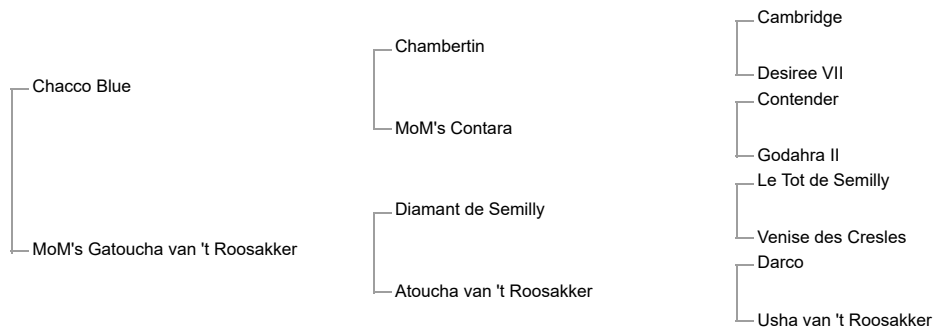 Cambridge
Chambertin
Desiree VII
Chacco Blue
Contender
MoM's Contara
Godahra II
Le Tot de Semilly
Diamant de Semilly
Venise des Cresles
MoM's Gatoucha van 't Roosakker
Darco
Atoucha van 't Roosakker
Usha van 't Roosakker